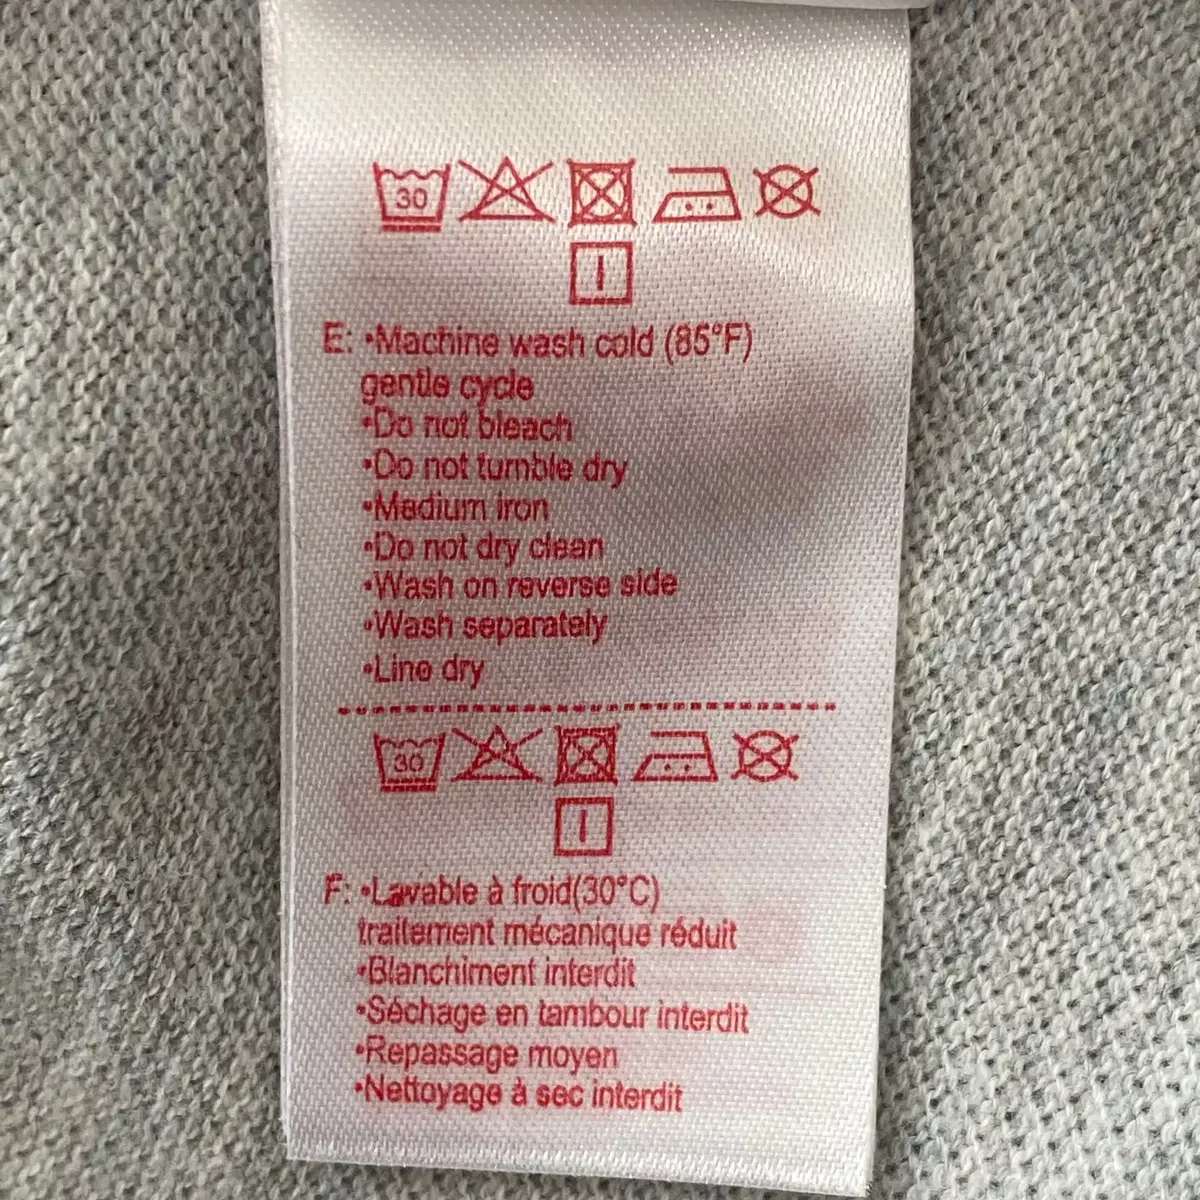 30
E: •Machine wash cold (85°F)
gentle cycle
•Do not bleach
•Do not tumble dry
•Medium iron
•Do not dry clean
•Wash on reverse side
•Wash separately
•Line dry
30
F: •Lavable à froid(30°C)
traitement mécanique réduit
•Blanchiment interdit
•Séchage en tambour interdit
•Repassage moyen
•Nettoyage à sec interdit